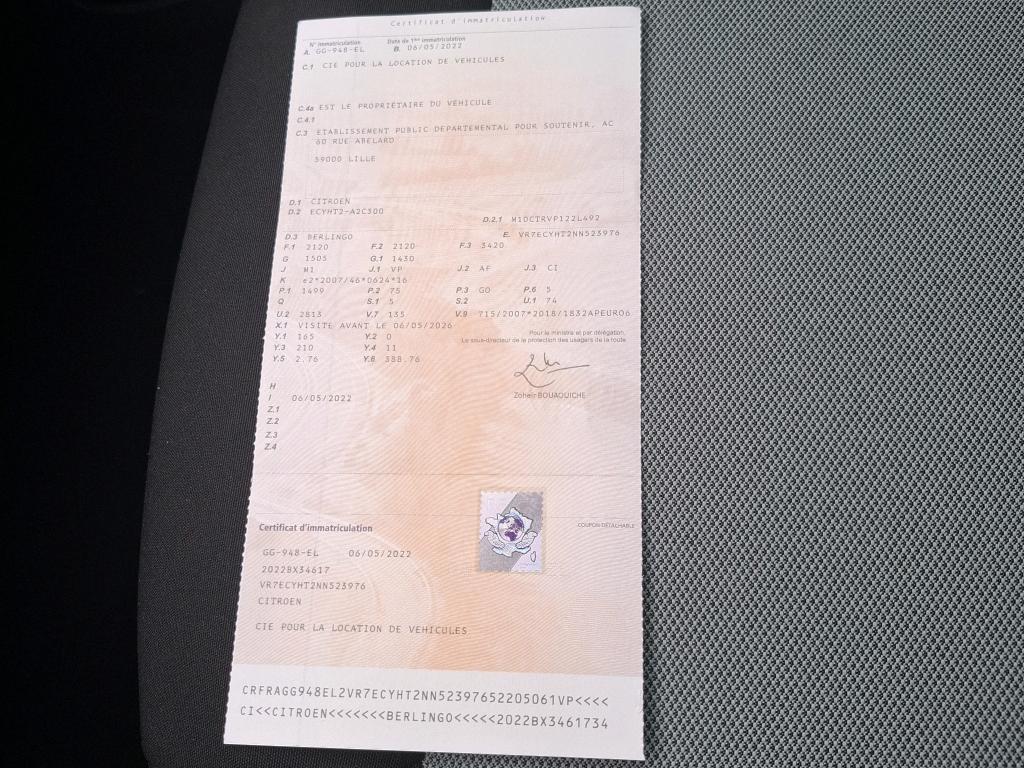 Certificat d'immatriculation
N° immatriculation Date de 1ère immatriculation
A. GG-948-EL B. 06/05/2022
C.1 CIE POUR LA LOCATION DE VEHICULES
C.4a EST LE PROPRIÉTAIRE DU VÉHICULE
C.4.1
C.3 ETABLISSEMENT PUBLIC DEPARTEMENTAL POUR SOUTENIR, AC
60 RUE ABELARD
59000 LILLE
D.1 CITROEN
D.2 ECYHT2-A2C300
D.2.1 M10CTRVP122L492
D.3 BERLINGO E. VR7ECYHT2NN523976
F.1 2120 F.2 2120 F.3 3420
G 1505 G.1 1430
J M1 J.1 VP J.2 AF J.3 CI
K e2*2007/46*0624*16
P.1 1499 P.2 75 P.3 GO P.6 5
Q S.1 5 S.2 U.1 74
U.2 2813 V.7 135 V.9 715/2007*2018/1832APEURO6
X.1 VISITE AVANT LE 06/05/2026
Y.1 165 Y.2 0
Y.3 210 Y.4 11
Y.5 2.76 Y.6 388.76
Pour le ministre et par délégation,
Le sous-directeur de la protection des usagers de la route
Zoheir BOUAOUICHE
H
I 06/05/2022
Z.1
Z.2
Z.3
Z.4
Certificat d'immatriculation COUPON DÉTACHABLE
GG-948-EL 06/05/2022
2022BX34617
VR7ECYHT2NN523976
CITROEN
CIE POUR LA LOCATION DE VEHICULES
CRFRAGG948EL2VR7ECYHT2NN52397652205061VP<<<<
CI<<CITROEN<<<<<<<BERLINGO<<<<<2022BX3461734